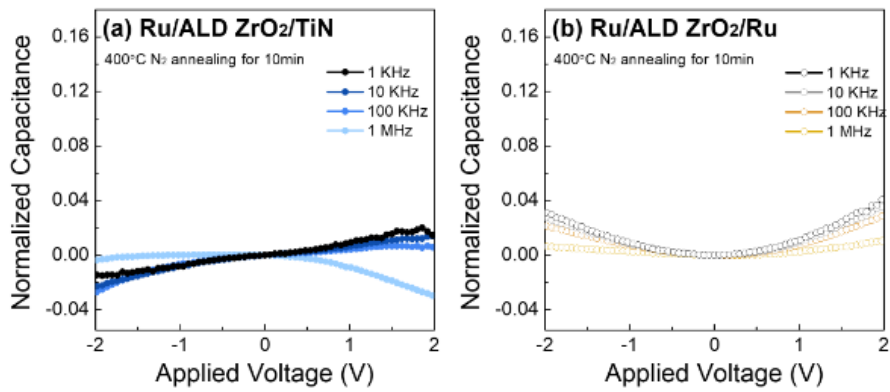 (a) Ru/ALD ZrO2/TiN
400°C N2 annealing for 10min
1 KHz
10 KHz
100 KHz
1 MHz
0.16
0.12
0.08
0.04
0.00
-0.04
Normalized Capacitance
-2
-1
0
1
2
Applied Voltage (V)
(b) Ru/ALD ZrO2/Ru
400°C N2 annealing for 10min
1 KHz
10 KHz
100 KHz
1 MHz
0.16
0.12
0.08
0.04
0.00
-0.04
Normalized Capacitance
-2
-1
0
1
2
Applied Voltage (V)